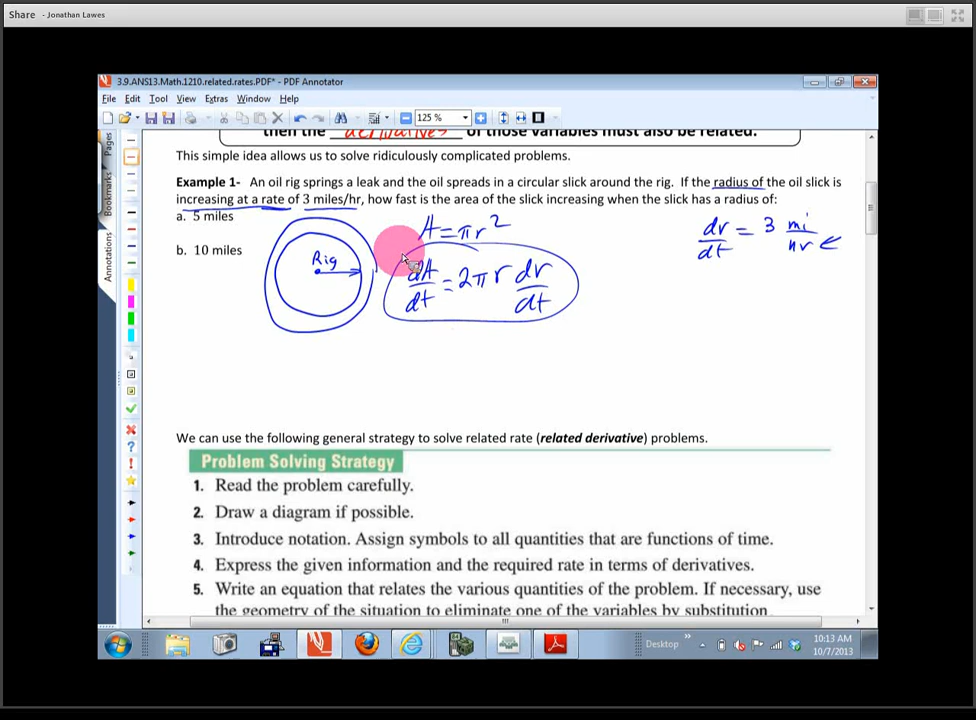 Share - Jonathan Lawes
3.9.ANS13.Math.1210.related.rates.PDF* - PDF Annotator
File Edit Tool View Extras Window Help
125 %
Pages
Bookmarks
Annotations
then the derivatives of those variables must also be related.
This simple idea allows us to solve ridiculously complicated problems.
Example 1- An oil rig springs a leak and the oil spreads in a circular slick around the rig. If the radius of the oil slick is
increasing at a rate of 3 miles/hr, how fast is the area of the slick increasing when the slick has a radius of:
a. 5 miles
b. 10 miles
Rig
A = πr²
dA/dt = 2πr dr/dt
dr/dt = 3 mi/hr
We can use the following general strategy to solve related rate (related derivative) problems.
Problem Solving Strategy
1. Read the problem carefully.
2. Draw a diagram if possible.
3. Introduce notation. Assign symbols to all quantities that are functions of time.
4. Express the given information and the required rate in terms of derivatives.
5. Write an equation that relates the various quantities of the problem. If necessary, use
the geometry of the situation to eliminate one of the variables by substitution
Desktop
10:13 AM
10/7/2013